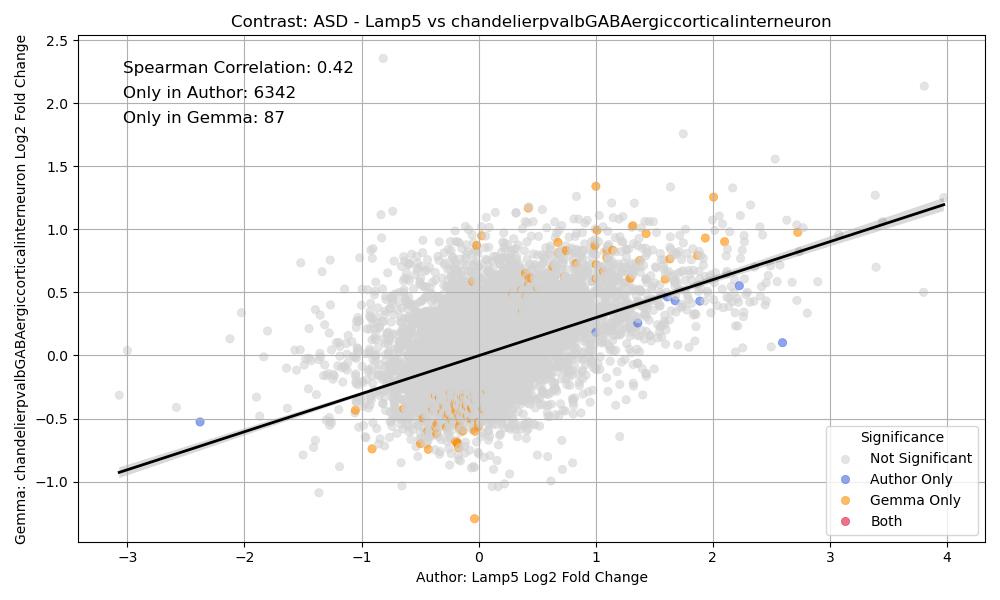 Contrast: ASD - Lamp5 vs chandelierpvalbGABAergiccorticalinterneuron
Gemma: chandelierpvalbGABAergiccorticalinterneuron Log2 Fold Change
2.5
2.0
1.5
1.0
0.5
0.0
−0.5
−1.0
Spearman Correlation: 0.42
Only in Author: 6342
Only in Gemma: 87
Significance
Not Significant
Author Only
Gemma Only
Both
−3 −2 −1 0 1 2 3 4
Author: Lamp5 Log2 Fold Change